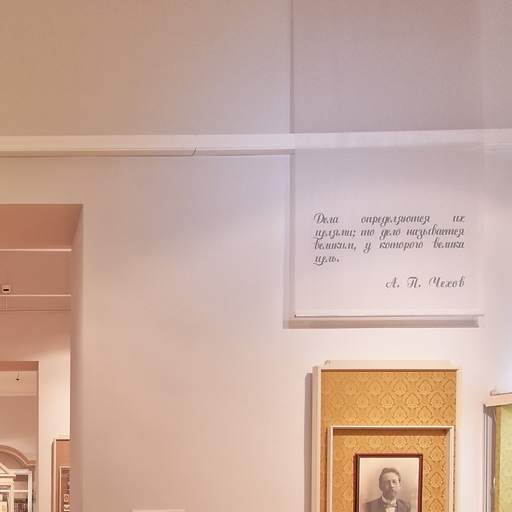 Дела определяются их
целями; то дело называется
великим, у которого велика
цель.
А. П. Чехов